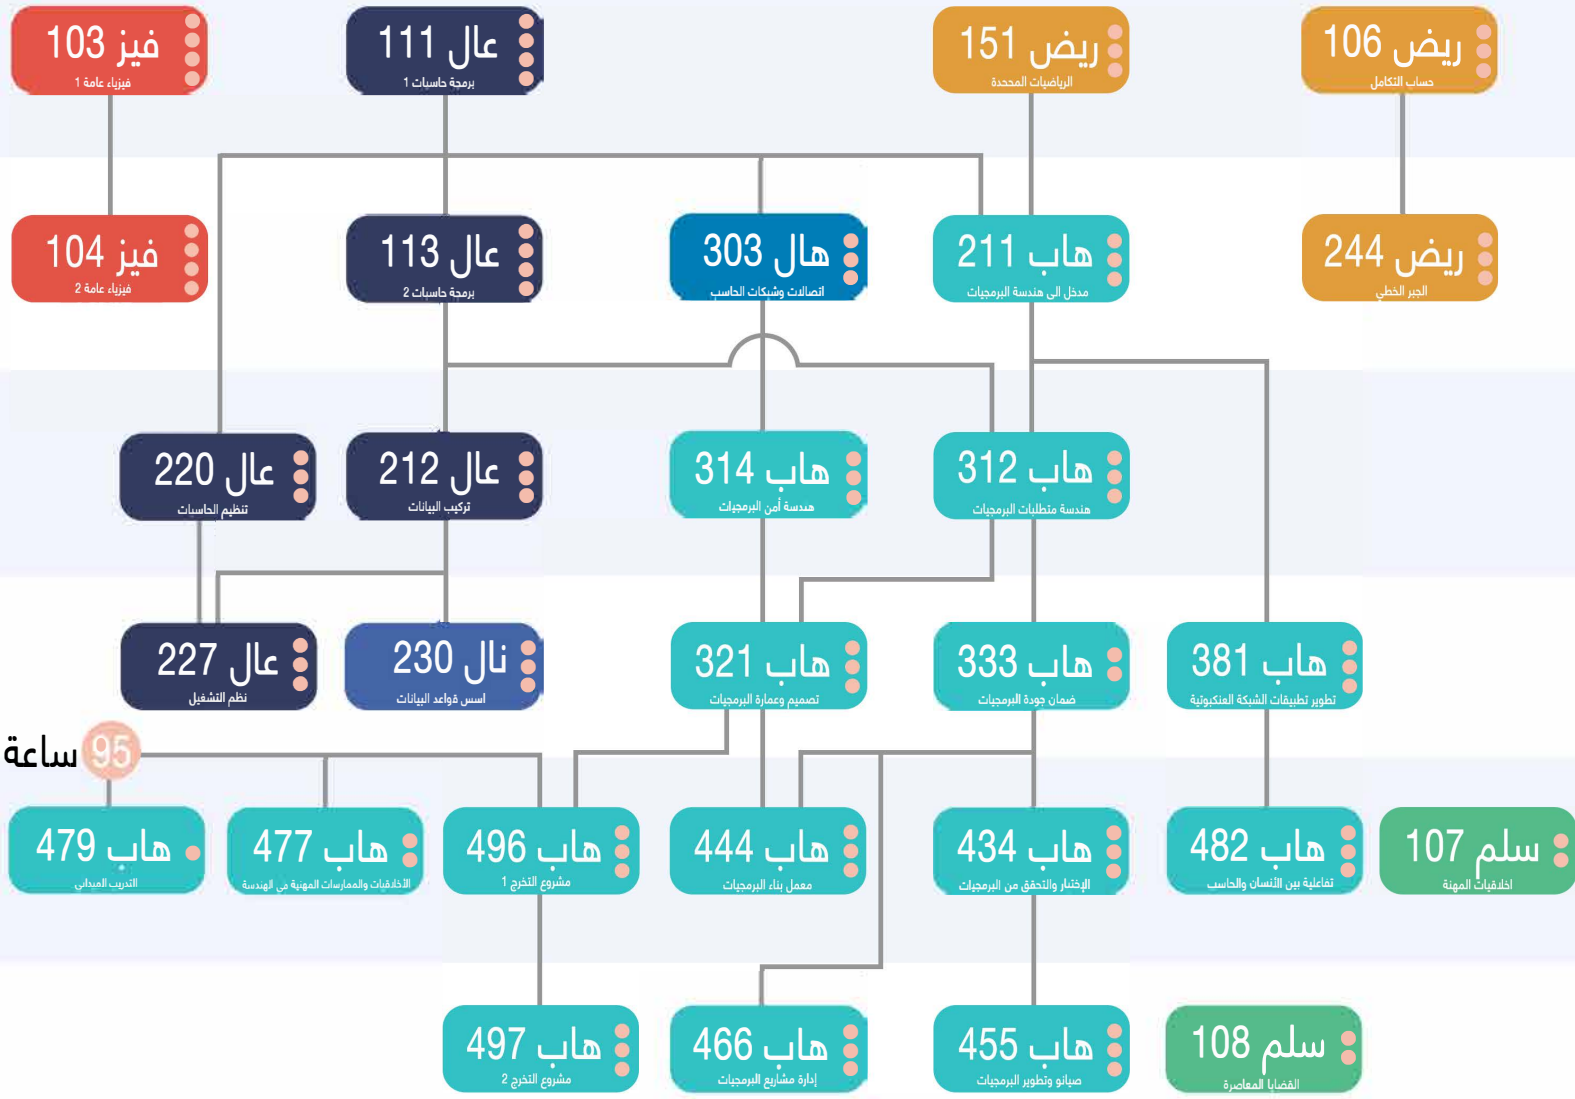 ريض 106
حساب التكامل
ريض 151
الرياضيات المحددة
عال 111
برمجة حاسبات 1
فيز 103
فيزياء عامة 1
ريض 244
الجبر الخطي
هاب 211
مدخل الى هندسة البرمجيات
هال 303
اتصالات وشبكات الحاسب
عال 113
برمجة حاسبات 2
فيز 104
فيزياء عامة 2
هاب 312
هندسة متطلبات البرمجيات
هاب 314
هندسة أمن البرمجيات
عال 212
تركيب البيانات
عال 220
تنظيم الحاسبات
هاب 381
تطوير تطبيقات الشبكة العنكبوتية
هاب 333
ضمان جودة البرمجيات
هاب 321
تصميم وعمارة البرمجيات
نال 230
اسس قواعد البيانات
عال 227
نظم التشغيل
95 ساعة
سلم 107
اخلاقيات المهنة
هاب 482
تفاعلية بين الأنسان والحاسب
هاب 434
الإختبار والتحقق من البرمجيات
هاب 444
معمل بناء البرمجيات
هاب 496
مشروع التخرج 1
هاب 477
الأخلاقيات والممارسات المهنية في الهندسة
هاب 479
التدريب الميداني
سلم 108
القضايا المعاصرة
هاب 455
صيانو وتطوير البرمجيات
هاب 466
إدارة مشاريع البرمجيات
هاب 497
مشروع التخرج 2